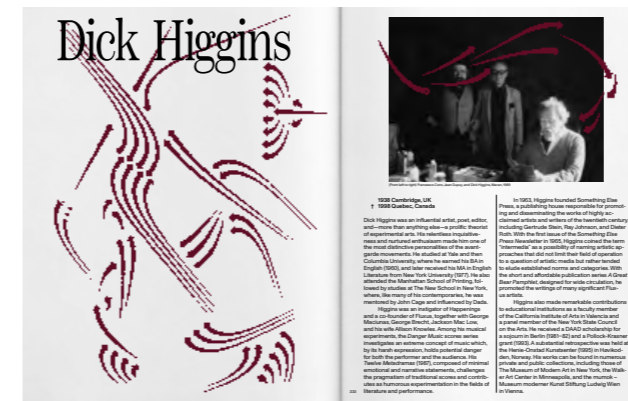 Dick Higgins
(From left to right) Francesco Conz, Jean Dupuy, and Dick Higgins,
1938 Cambridge, UK
† 1998 Quebec, Canada
Dick Higgins was an influential artist, poet, editor,
and—more than anything else—a prolific theorist
of experimental arts. His relentless inquisitive-
ness and nurtured enthusiasm made him one of
the most distinctive personalities of the avant-
garde movements. He studied at Yale and then
Columbia University, where he earned his BA in
English (1960), and later received his MA in English
Literature from New York University (1977). He also
attended the Manhattan School of Printing, fol-
lowed by studies at The New School in New York,
where, like many of his contemporaries, he was
mentored by John Cage and influenced by Dada.
Higgins was an instigator of Happenings
and a co-founder of Fluxus, together with George
Maciunas, George Brecht, Jackson Mac Low,
and his wife Alison Knowles. Among his musical
experiments, the Danger Music scores series
investigates an extreme concept of music which,
by its harsh expression, holds potential danger
for both the performer and the audience. His
Twelve Metadramas (1987), composed of minimal
emotional and narrative statements, challenges
the pragmatism of traditional scores and contrib-
utes as humorous experimentation in the fields of
literature and performance.
In 1963, Higgins founded Something Else
Press, a publishing house responsible for promot-
ing and disseminating the works of highly ac-
claimed artists and writers of the twentieth century
including Gertrude Stein, Ray Johnson, and Dieter
Roth. With the first issue of the Something Else
Press Newsletter in 1965, Higgins coined the term
"intermedia" as a possibility of naming artistic ap-
proaches that did not limit their field of operation
to a question of artistic media but rather tended
to elude established norms and categories. With
the short and affordable publication series A Great
Bear Pamphlet, designed for wide circulation, he
promoted the writings of many significant Flux-
us artists.
Higgins also made remarkable contributions
to educational institutions as a faculty member
of the California Institute of Arts in Valencia and
a panel member of the New York State Council
on the Arts. He received a DAAD scholarship for
a sojourn in Berlin (1981–82) and a Pollock-Krasner
grant (1993). A substantial retrospective was held at
the Henie-Onstad Kunstsenter (1995) in Høvikod-
den, Norway. His works can be found in numerous
private and public collections, including those of
The Museum of Modern Art in New York, the Walk-
er Art Center in Minneapolis, and the mumok –
Museum moderner Kunst Stiftung Ludwig Wien
in Vienna.